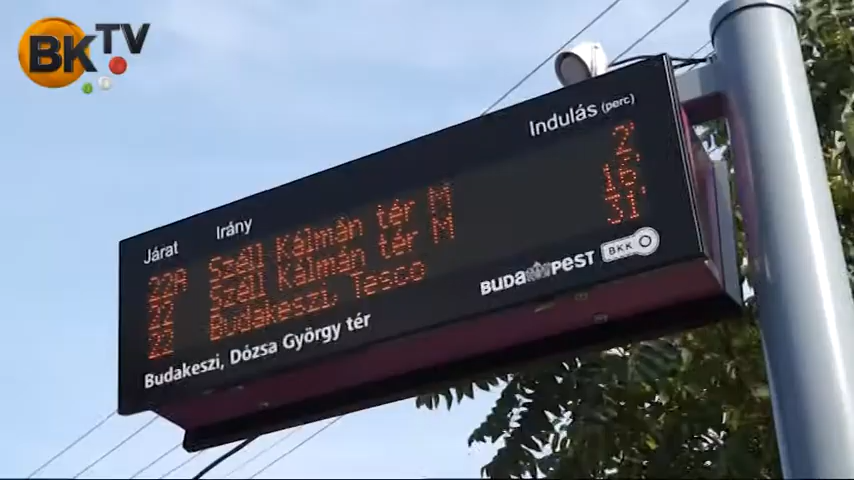 BKTV
Járat Irány Indulás (perc)
22A Széll Kálmán tér M 2'
22 Széll Kálmán tér M 16'
22 Budakeszi, Tesco 31'
Budakeszi, Dózsa György tér BUDAPEST BKK